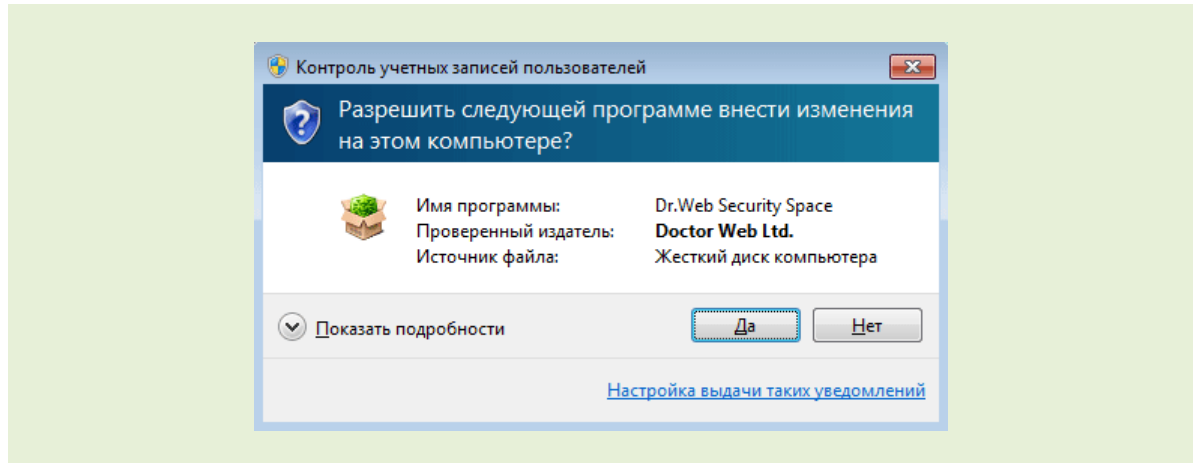 Контроль учетных записей пользователей
Разрешить следующей программе внести изменения
на этом компьютере?
Имя программы: Dr.Web Security Space
Проверенный издатель: Doctor Web Ltd.
Источник файла: Жесткий диск компьютера
Показать подробности Да Нет
Настройка выдачи таких уведомлений